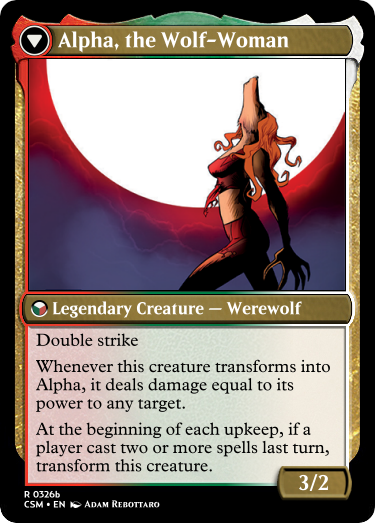 Alpha, the Wolf-Woman
Legendary Creature — Werewolf
Double strike
Whenever this creature transforms into
Alpha, it deals damage equal to its
power to any target.
At the beginning of each upkeep, if a
player cast two or more spells last turn,
transform this creature.
3/2
R 0326b
CSM • EN Adam Rebottaro